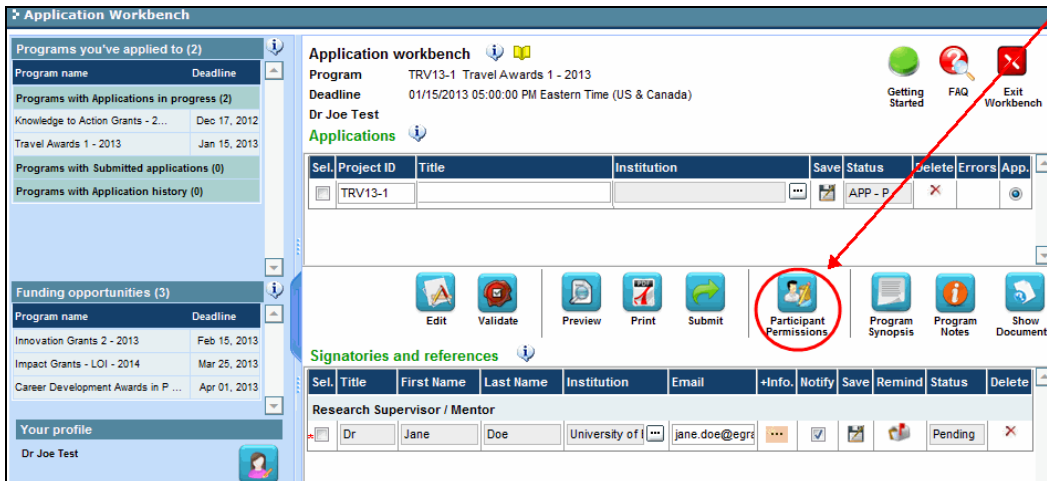 Application Workbench
Programs you've applied to (2)
Program name Deadline
Programs with Applications in progress (2)
Knowledge to Action Grants - 2... Dec 17, 2012
Travel Awards 1 - 2013 Jan 15, 2013
Programs with Submitted applications (0)
Programs with Application history (0)
Funding opportunities (3)
Program name Deadline
Innovation Grants 2 - 2013 Feb 15, 2013
Impact Grants - LOI - 2014 Mar 25, 2013
Career Development Awards in P ... Apr 01, 2013
Your profile
Dr Joe Test
Application workbench
Program TRV13-1 Travel Awards 1 - 2013
Deadline 01/15/2013 05:00:00 PM Eastern Time (US & Canada)
Dr Joe Test
Getting Started
FAQ
Exit Workbench
Applications
Sel. Project ID Title Institution Save Status Delete Errors App.
TRV13-1 ... APP - P
Edit
Validate
Preview
PDF
Print
Submit
Participant Permissions
Program Synopsis
Program Notes
Show Document
Signatories and references
Sel. Title First Name Last Name Institution Email +Info. Notify Save Remind Status Delete
Research Supervisor / Mentor
* Dr Jane Doe University of ... jane.doe@egra ... Pending